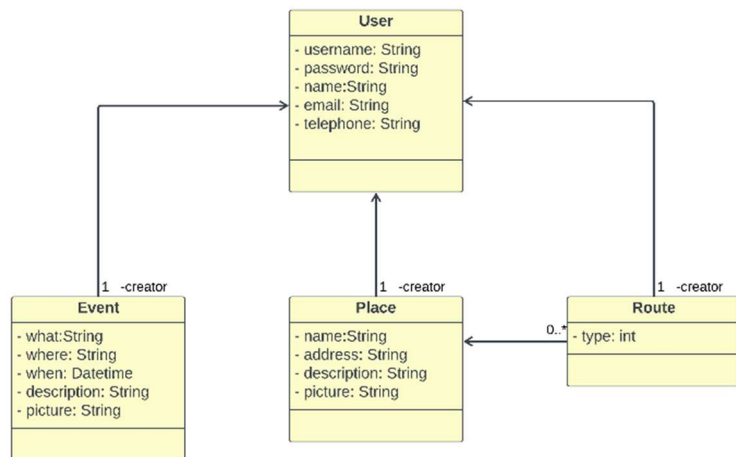 User
- username: String
- password: String
- name:String
- email: String
- telephone: String
1 -creator
1 -creator
1 -creator
Event
- what:String
- where: String
- when: Datetime
- description: String
- picture: String
Place
- name:String
- address: String
- description: String
- picture: String
0..*
Route
- type: int